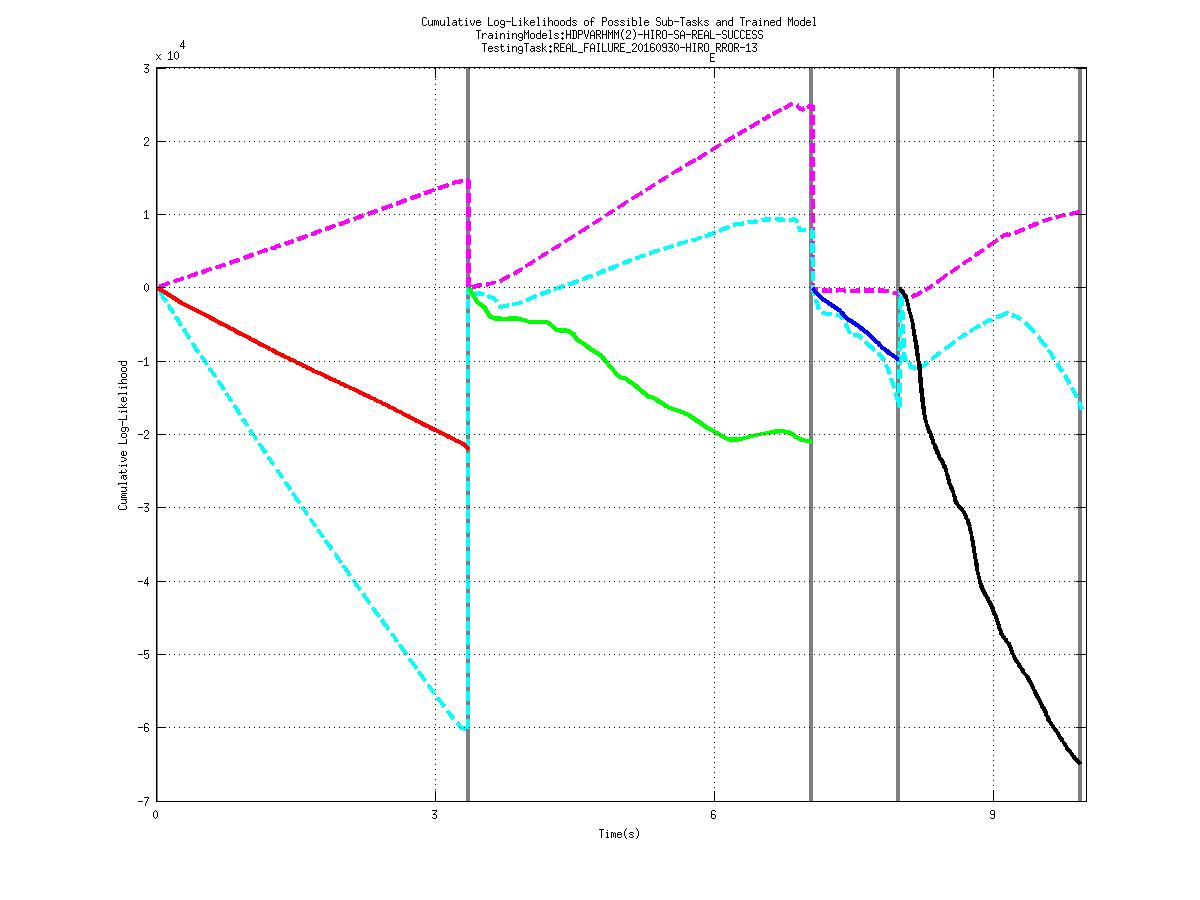 Cumulative Log-Likelihoods of Possible Sub-Tasks and Trained Model
TrainingModels:HDPVARHMM(2)-HIRO-SA-REAL-SUCCESS
TestingTask:REAL_FAILURE_20160930-HIRO_RROR-13
E
x 10^4
3
2
1
0
-1
-2
-3
-4
-5
-6
-7
Cumulative Log-Likelihood
0
3
6
9
Time(s)